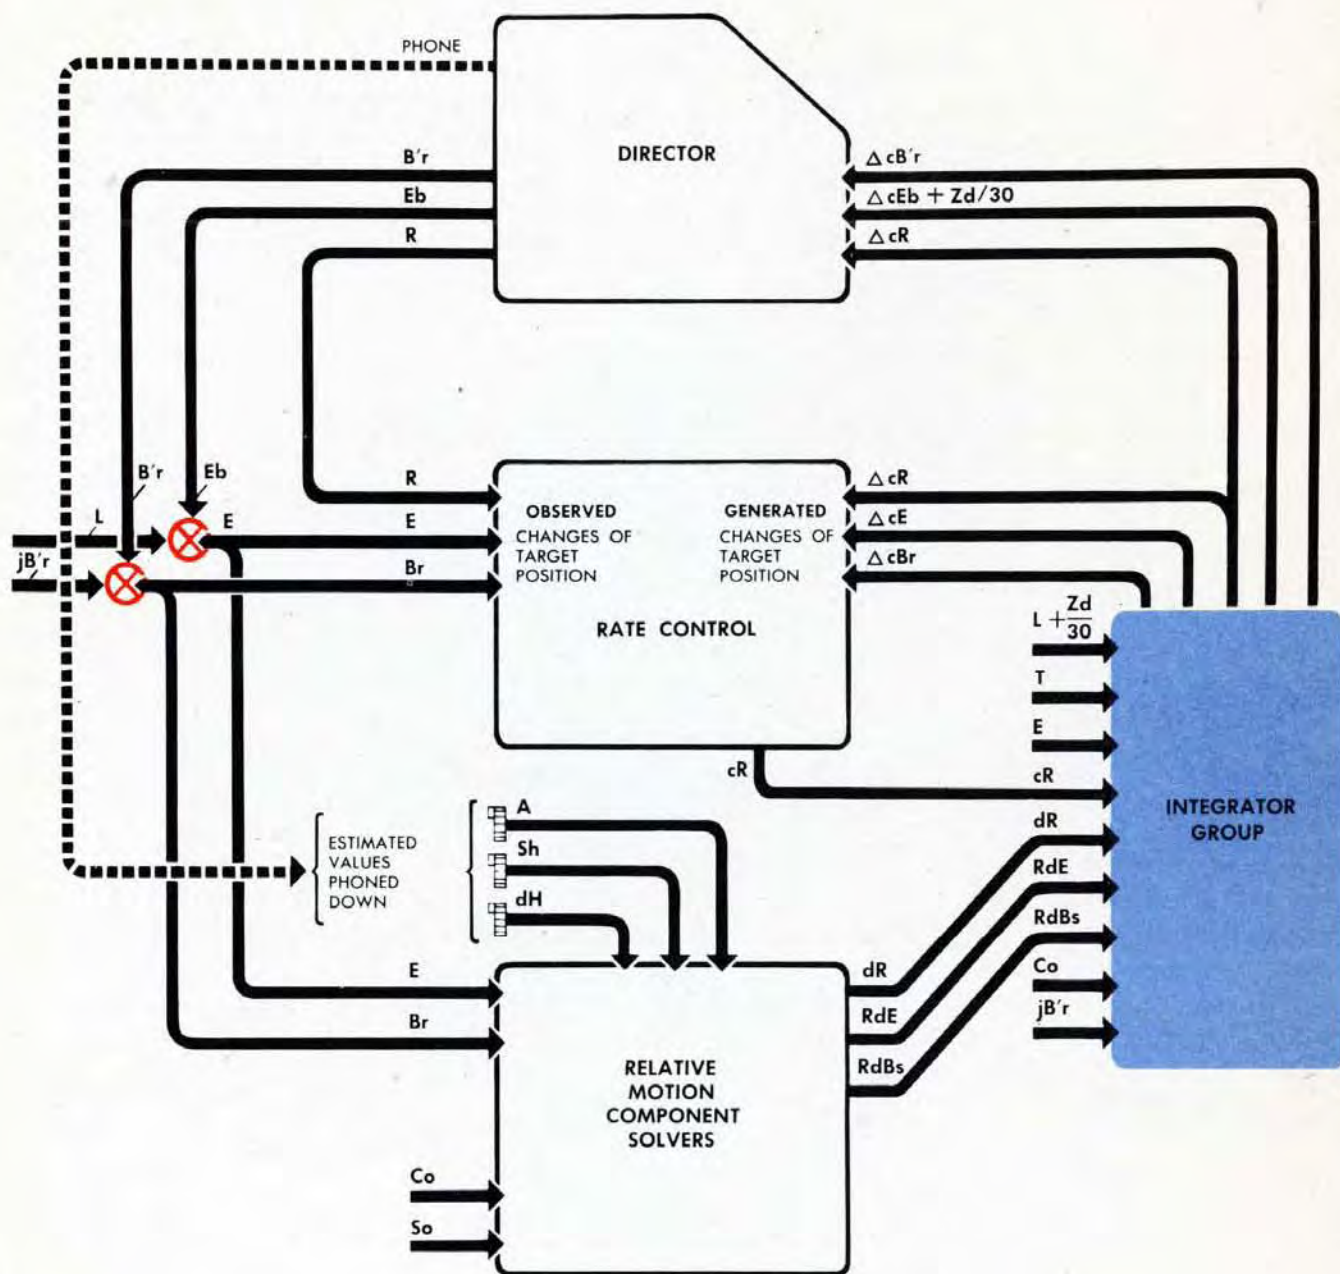 PHONE
DIRECTOR
B'r
Eb
R
Δ cB'r
Δ cEb + Zd/30
Δ cR
B'r
Eb
L
E
jB'r
R
E
Br
OBSERVED
CHANGES OF
TARGET
POSITION
GENERATED
CHANGES OF
TARGET
POSITION
RATE CONTROL
Δ cR
Δ cE
Δ cBr
L + Zd/30
T
E
cR
cR
dR
RdE
RdBs
Co
jB'r
INTEGRATOR
GROUP
ESTIMATED
VALUES
PHONED
DOWN
A
Sh
dH
E
Br
dR
RdE
RdBs
RELATIVE
MOTION
COMPONENT
SOLVERS
Co
So